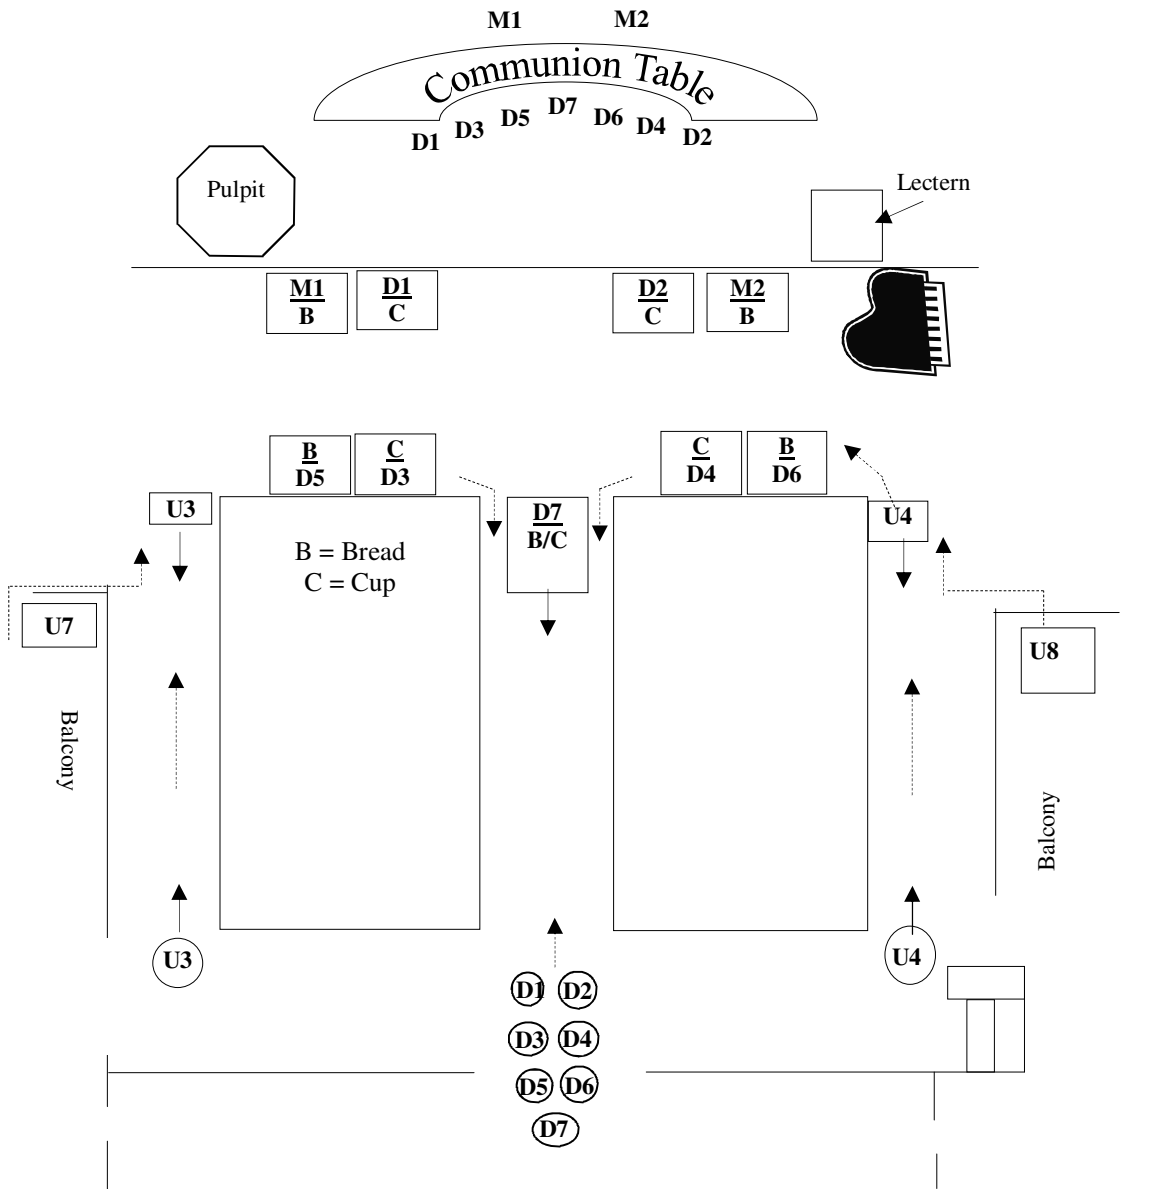 M1 M2
Communion Table
D1 D3 D5 D7 D6 D4 D2
Pulpit
Lectern
M1
B
D1
C
D2
C
M2
B
B
D5
C
D3
C
D4
B
D6
U3
D7
B/C
U4
B = Bread
C = Cup
U7
U8
Balcony
Balcony
U3
U4
D1 D2
D3 D4
D5 D6
D7